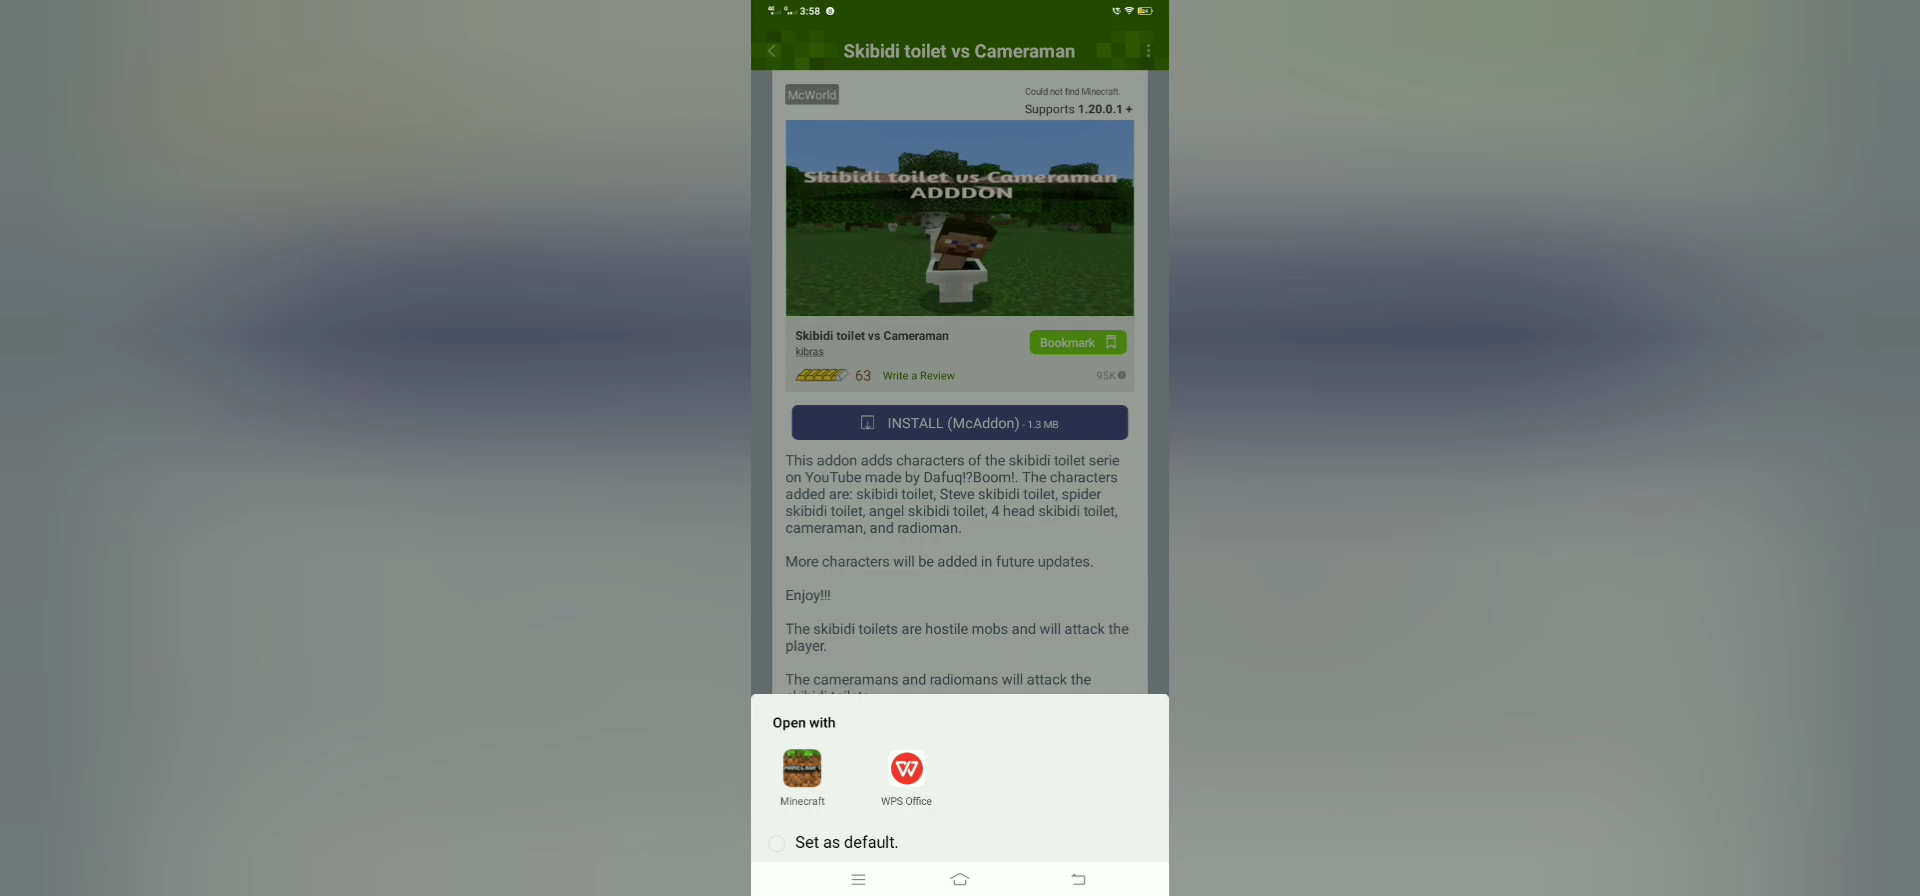 3:58
Skibidi toilet vs Cameraman
McWorld
Could not find Minecraft.
Supports 1.20.0.1 +
Skibidi toilet vs Cameraman
ADDDON
Skibidi toilet vs Cameraman
kibras
Bookmark
63
Write a Review
95K
INSTALL (McAddon) - 1.3 MB
This addon adds characters of the skibidi toilet serie
on YouTube made by Dafuq!?Boom!. The characters
added are: skibidi toilet, Steve skibidi toilet, spider
skibidi toilet, angel skibidi toilet, 4 head skibidi toilet,
cameraman, and radioman.
More characters will be added in future updates.
Enjoy!!!
The skibidi toilets are hostile mobs and will attack the
player.
The cameramans and radiomans will attack the
Open with
Minecraft
WPS Office
Set as default.